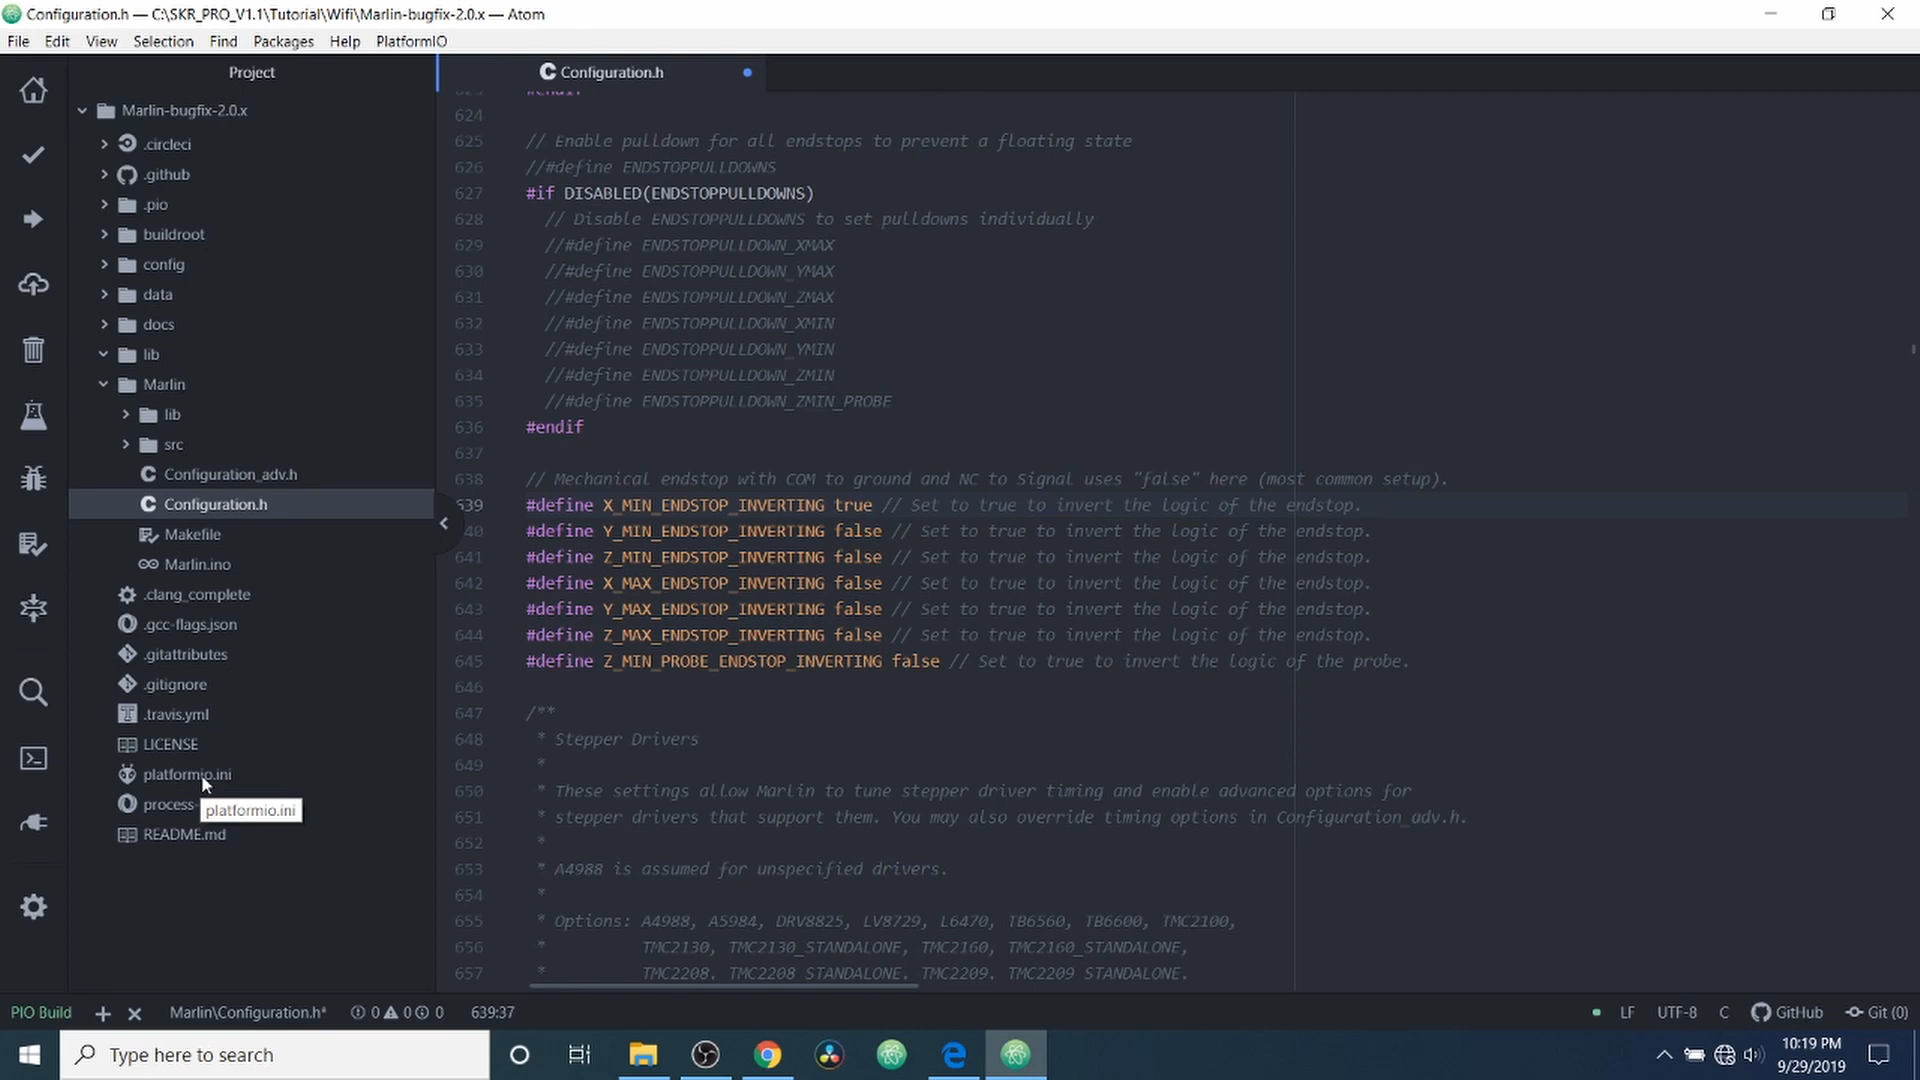 Configuration.h — C:\SKR_PRO_V1.1\Tutorial\Wifi\Marlin-bugfix-2.0.x — Atom
File Edit View Selection Find Packages Help PlatformIO
Project
Marlin-bugfix-2.0.x
.circleci
.github
.pio
buildroot
config
data
docs
lib
Marlin
lib
src
Configuration_adv.h
Configuration.h
Makefile
Marlin.ino
.clang_complete
.gcc-flags.json
.gitattributes
.gitignore
.travis.yml
LICENSE
platformio.ini
process-
platformio.ini
README.md
Configuration.h
#endif
624
625 // Enable pulldown for all endstops to prevent a floating state
626 //#define ENDSTOPPULLDOWNS
627 #if DISABLED(ENDSTOPPULLDOWNS)
628 // Disable ENDSTOPPULLDOWNS to set pulldowns individually
629 //#define ENDSTOPPULLDOWN_XMAX
630 //#define ENDSTOPPULLDOWN_YMAX
631 //#define ENDSTOPPULLDOWN_ZMAX
632 //#define ENDSTOPPULLDOWN_XMIN
633 //#define ENDSTOPPULLDOWN_YMIN
634 //#define ENDSTOPPULLDOWN_ZMIN
635 //#define ENDSTOPPULLDOWN_ZMIN_PROBE
636 #endif
637
638 // Mechanical endstop with COM to ground and NC to Signal uses "false" here (most common setup).
639 #define X_MIN_ENDSTOP_INVERTING true // Set to true to invert the logic of the endstop.
640 #define Y_MIN_ENDSTOP_INVERTING false // Set to true to invert the logic of the endstop.
641 #define Z_MIN_ENDSTOP_INVERTING false // Set to true to invert the logic of the endstop.
642 #define X_MAX_ENDSTOP_INVERTING false // Set to true to invert the logic of the endstop.
643 #define Y_MAX_ENDSTOP_INVERTING false // Set to true to invert the logic of the endstop.
644 #define Z_MAX_ENDSTOP_INVERTING false // Set to true to invert the logic of the endstop.
645 #define Z_MIN_PROBE_ENDSTOP_INVERTING false // Set to true to invert the logic of the probe.
646
647 /**
648 * Stepper Drivers
649 *
650 * These settings allow Marlin to tune stepper driver timing and enable advanced options for
651 * stepper drivers that support them. You may also override timing options in Configuration_adv.h.
652 *
653 * A4988 is assumed for unspecified drivers.
654 *
655 * Options: A4988, A5984, DRV8825, LV8729, L6470, TB6560, TB6600, TMC2100,
656 * TMC2130, TMC2130_STANDALONE, TMC2160, TMC2160_STANDALONE,
657 * TMC2208, TMC2208_STANDALONE, TMC2209, TMC2209_STANDALONE,
PIO Build + × Marlin\Configuration.h* 0 0 0 639:37 LF UTF-8 C GitHub Git (0)
Type here to search
10:19 PM
9/29/2019